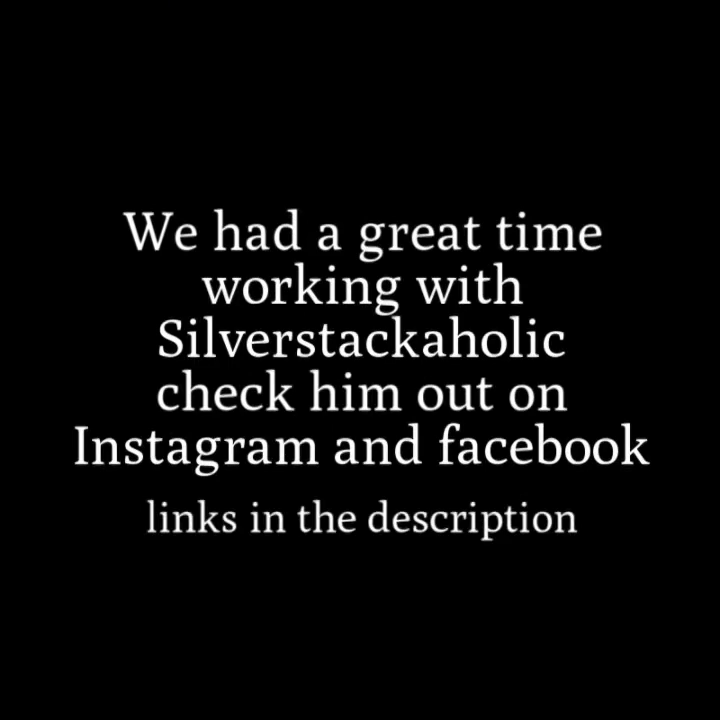 We had a great time
working with
Silverstackaholic
check him out on
Instagram and facebook
links in the description